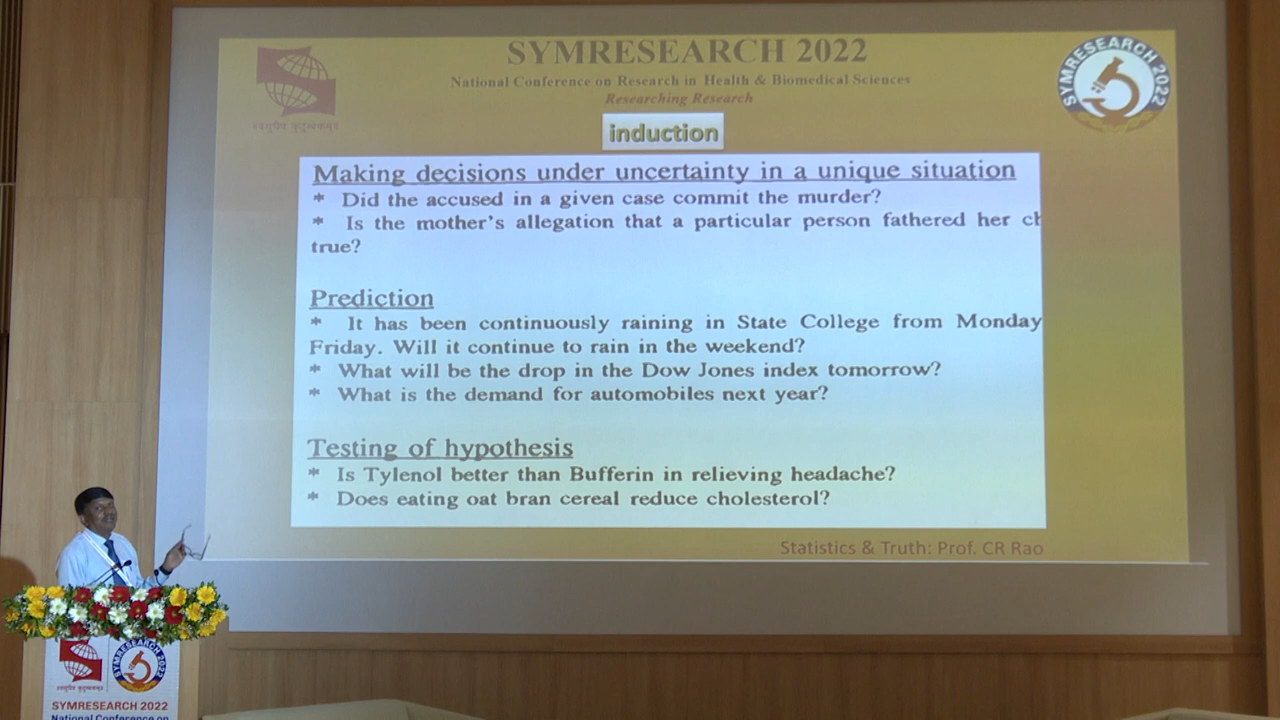 SYMRESEARCH 2022
National Conference on Research in Health & Biomedical Sciences
Researching Research
SYMRESEARCH 2022
induction
Making decisions under uncertainty in a unique situation
* Did the accused in a given case commit the murder?
* Is the mother's allegation that a particular person fathered her ch
true?
Prediction
* It has been continuously raining in State College from Monday
Friday. Will it continue to rain in the weekend?
* What will be the drop in the Dow Jones index tomorrow?
* What is the demand for automobiles next year?
Testing of hypothesis
* Is Tylenol better than Bufferin in relieving headache?
* Does eating oat bran cereal reduce cholesterol?
Statistics & Truth: Prof. CR Rao
SYMRESEARCH 2022
SYMRESEARCH 2022
National Conference on